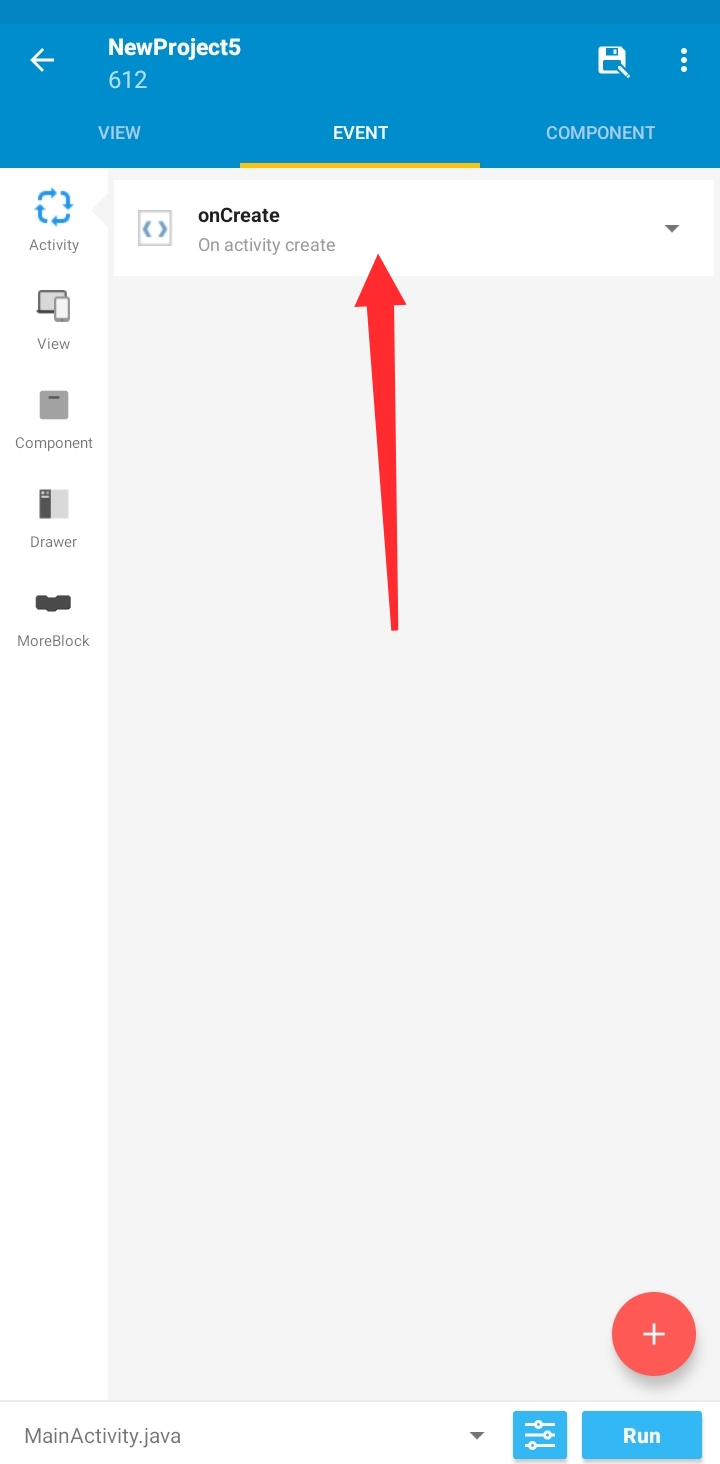 NewProject5
612
VIEW
EVENT
COMPONENT
Activity
onCreate
On activity create
View
Component
Drawer
MoreBlock
MainActivity.java
Run